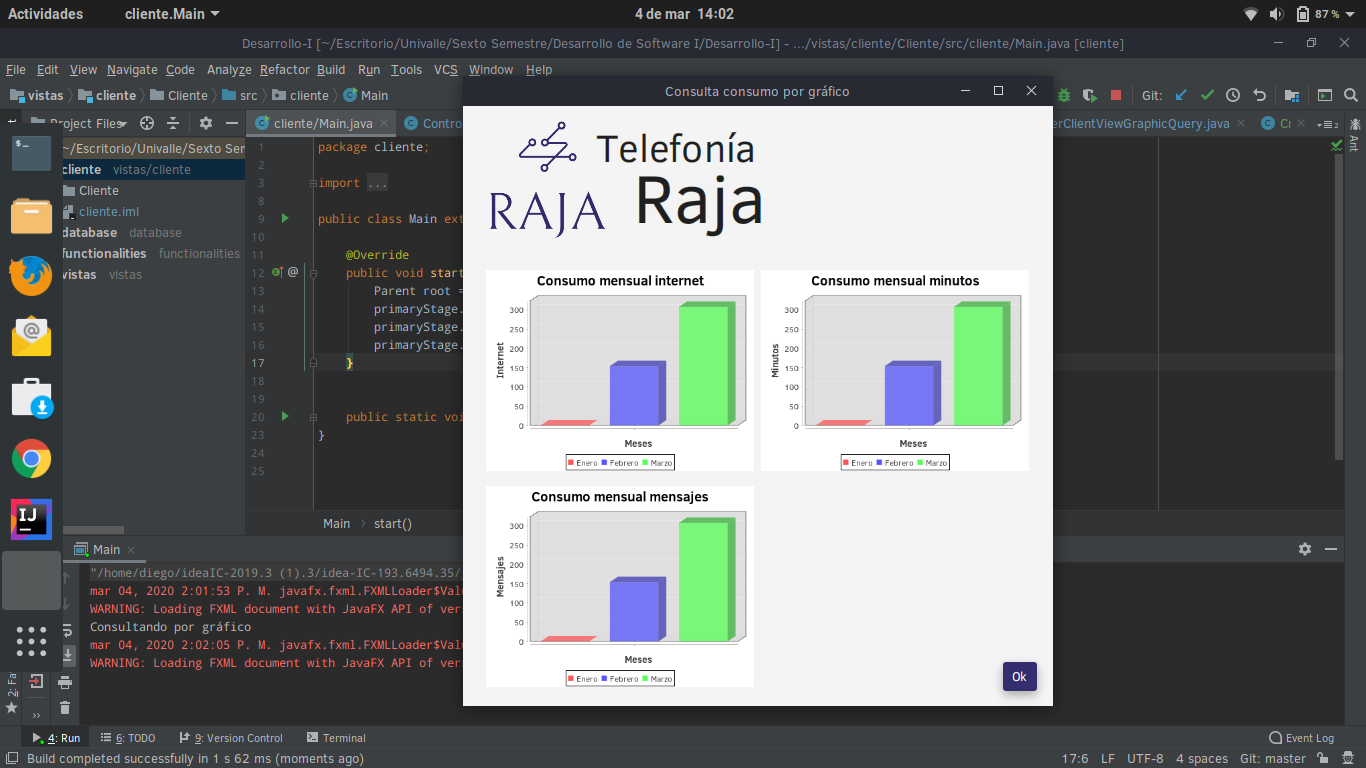 Actividades
cliente.Main
4 de mar 14:02
87 %
Desarrollo-I [~/Escritorio/Univalle/Sexto Semestre/Desarrollo de Software I/Desarrollo-I] - .../vistas/cliente/Cliente/src/cliente/Main.java [cliente]
File Edit View Navigate Code Analyze Refactor Build Run Tools VCS Window Help
vistas cliente Cliente src cliente Main
Git:
Project Files
cliente/Main.java
Contro
erClientViewGraphicQuery.java
Cr
2
Ant
~/Escritorio/Univalle/Sexto Ser
cliente vistas/cliente
Cliente
cliente.iml
database database
functionalities functionalities
vistas vistas
1 package cliente;
2
3 import ...
8
9 public class Main ext
10
11 @Override
12 @ public void start
13 Parent root =
14 primaryStage.
15 primaryStage.
16 primaryStage.
17 }
18
19
20 public static voi
23 }
24
25
Main start()
Consulta consumo por gráfico
RAJA
Telefonía
Raja
Consumo mensual internet
Internet
300
250
200
150
100
50
0
Meses
Enero Febrero Marzo
Consumo mensual minutos
Minutos
300
250
200
150
100
50
0
Meses
Enero Febrero Marzo
Consumo mensual mensajes
Mensajes
300
250
200
150
100
50
0
Meses
Enero Febrero Marzo
Ok
Main
"/home/diego/ideaIC-2019.3 (1).3/idea-IC-193.6494.35/
mar 04, 2020 2:01:53 P. M. javafx.fxml.FXMLLoader$Valu
WARNING: Loading FXML document with JavaFX API of vers
Consultando por gráfico
mar 04, 2020 2:02:05 P. M. javafx.fxml.FXMLLoader$Valu
WARNING: Loading FXML document with JavaFX API of vers
2: Fa
4: Run 6: TODO 9: Version Control Terminal
Event Log
Build completed successfully in 1 s 62 ms (moments ago)
17:6 LF UTF-8 4 spaces Git: master